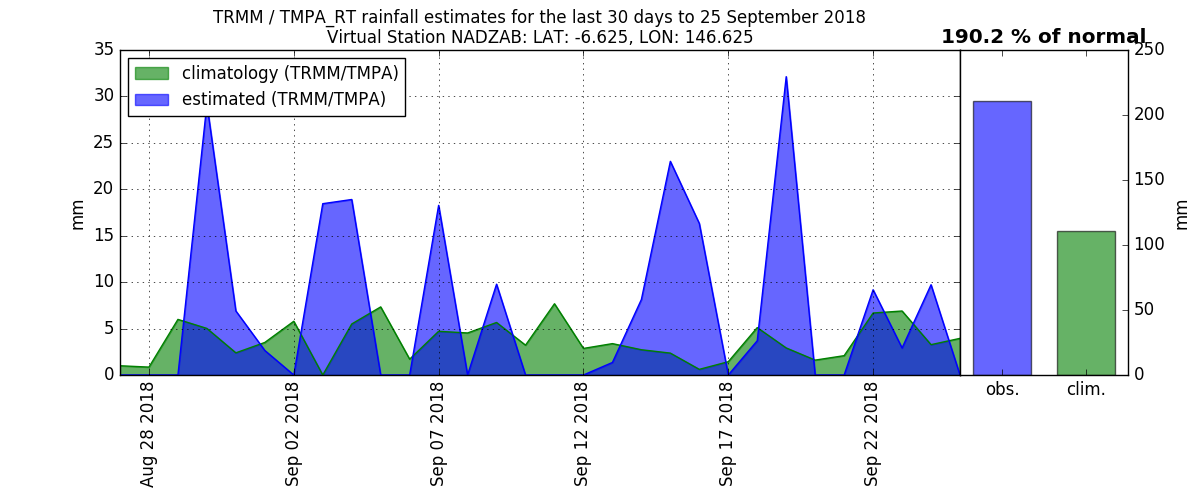 TRMM / TMPA_RT rainfall estimates for the last 30 days to 25 September 2018
Virtual Station NADZAB: LAT: -6.625, LON: 146.625
190.2 % of normal
climatology (TRMM/TMPA)
estimated (TRMM/TMPA)
35
30
25
20
15
10
5
0
mm
Aug 28 2018
Sep 02 2018
Sep 07 2018
Sep 12 2018
Sep 17 2018
Sep 22 2018
obs.
clim.
250
200
150
100
50
0
mm